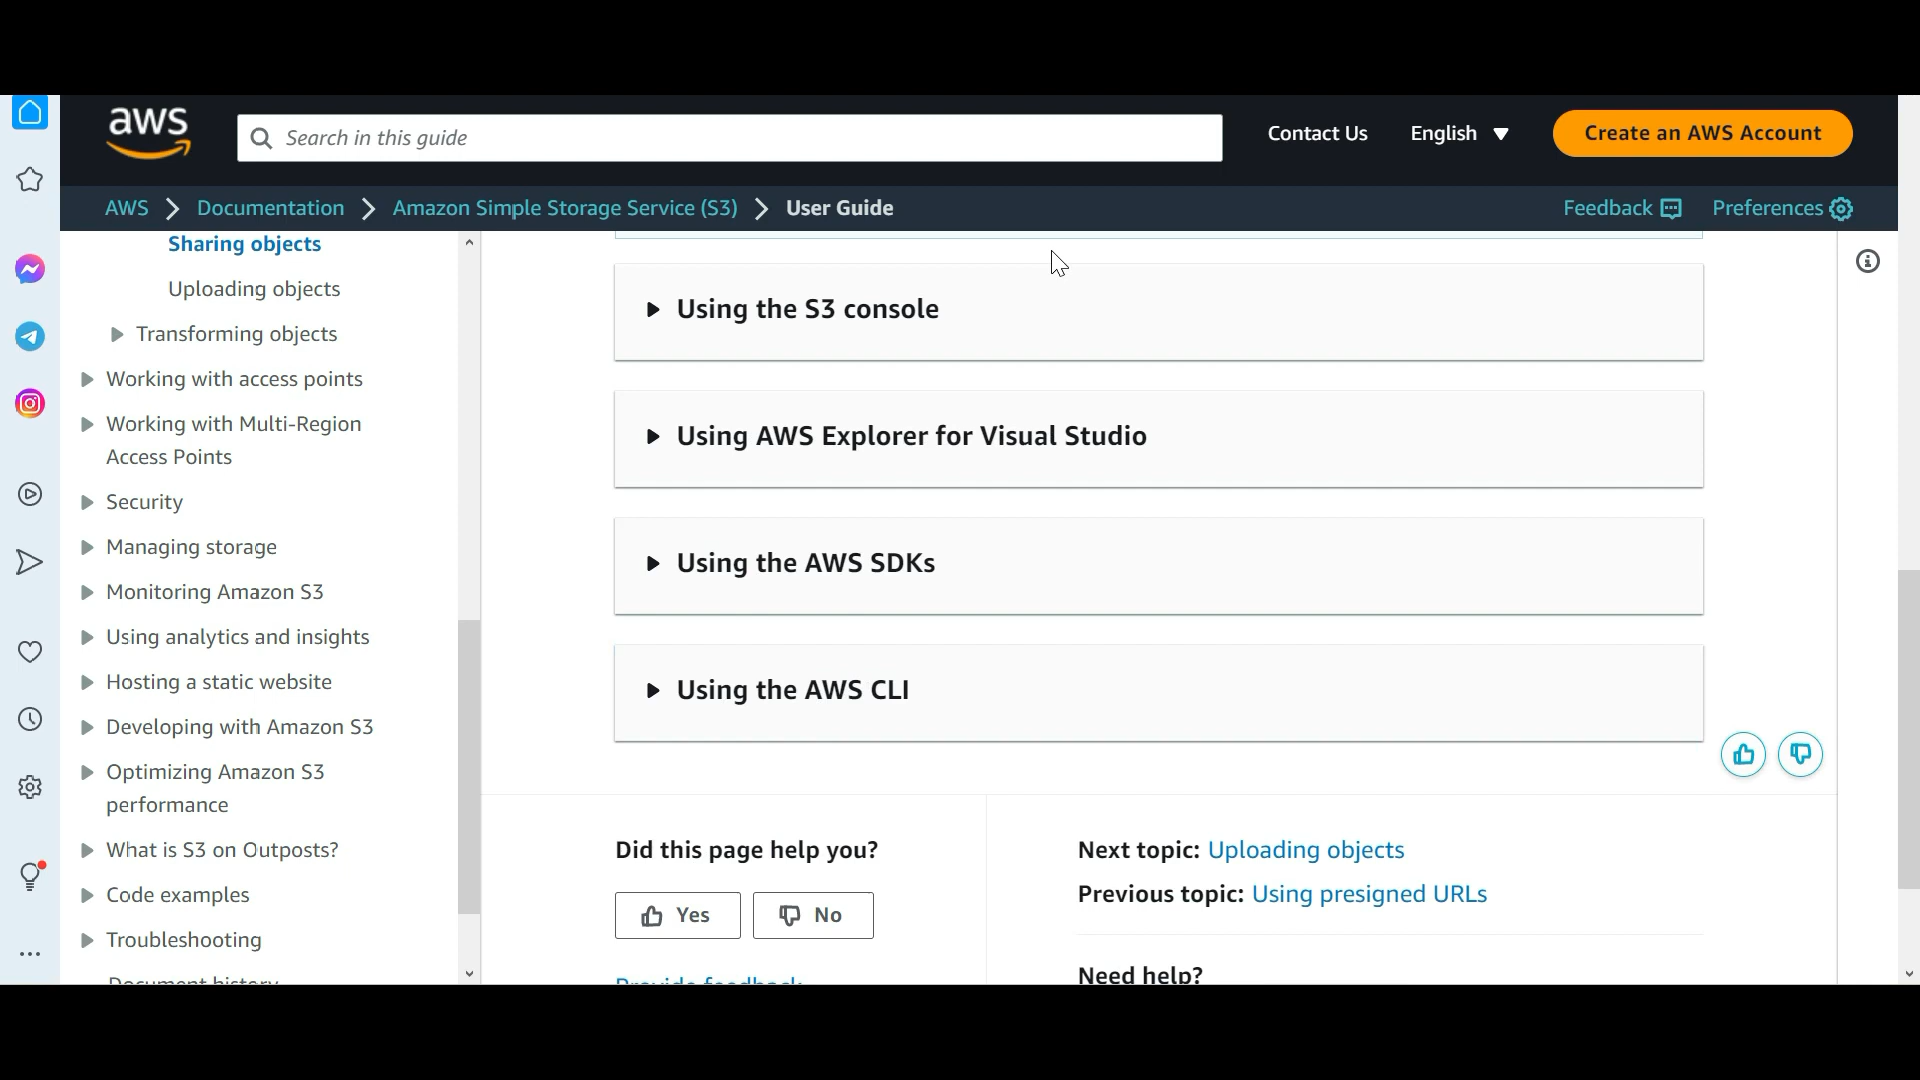 aws
Search in this guide
Contact Us
English
Create an AWS Account
AWS
Documentation
Amazon Simple Storage Service (S3)
User Guide
Feedback
Preferences
Sharing objects
Uploading objects
Transforming objects
Working with access points
Working with Multi-Region
Access Points
Security
Managing storage
Monitoring Amazon S3
Using analytics and insights
Hosting a static website
Developing with Amazon S3
Optimizing Amazon S3
performance
What is S3 on Outposts?
Code examples
Troubleshooting
Document history
Using the S3 console
Using AWS Explorer for Visual Studio
Using the AWS SDKs
Using the AWS CLI
Did this page help you?
Yes
No
Provide feedback
Next topic: Uploading objects
Previous topic: Using presigned URLs
Need help?